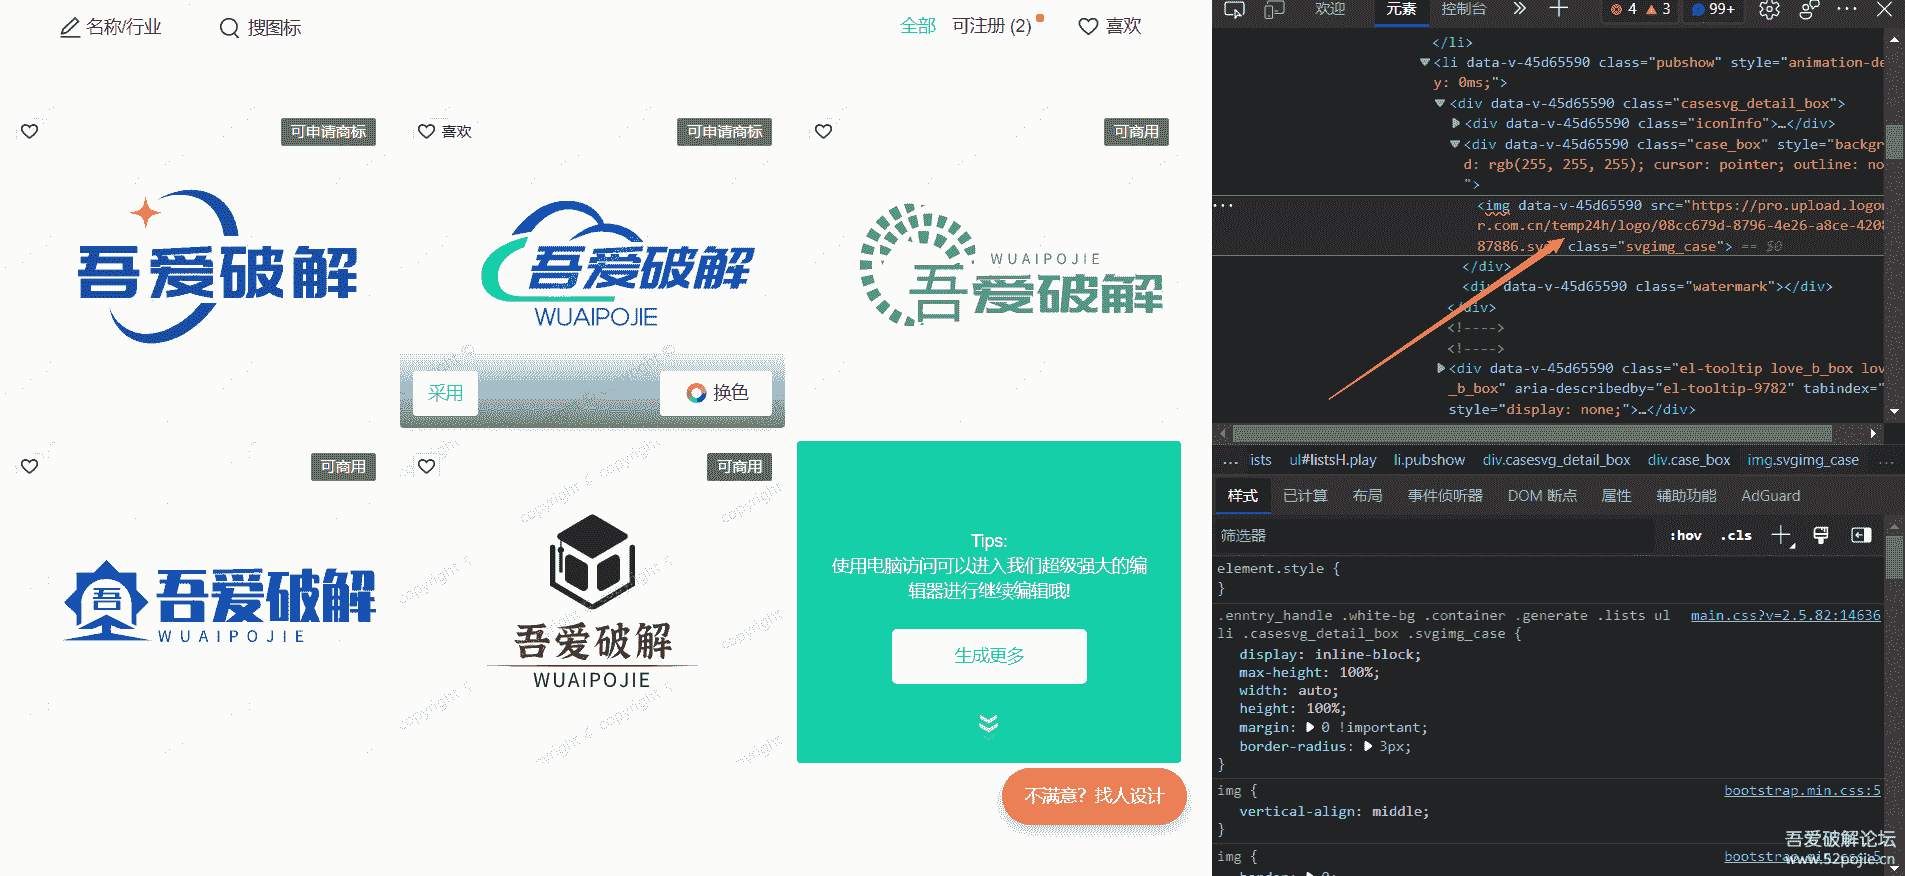 名称/行业
搜图标
全部
可注册 (2)
喜欢
可申请商标
喜欢
可申请商标
可商用
吾爱破解
吾爱破解
WUAIPOJIE
WUAIPOJIE
吾爱破解
采用
换色
可商用
可商用
吾
吾爱破解
WUAIPOJIE
吾爱破解
WUAIPOJIE
copyright ©
Tips:
使用电脑访问可以进入我们超级强大的编
辑器进行继续编辑哦!
生成更多
不满意? 找人设计
欢迎
元素
控制台
4
3
99+
</li>
<li data-v-45d65590 class="pubshow" style="animation-de
y: 0ms;">
<div data-v-45d65590 class="casesvg_detail_box">
<div data-v-45d65590 class="iconInfo">…</div>
<div data-v-45d65590 class="case_box" style="backgr
d: rgb(255, 255, 255); cursor: pointer; outline: no
">
<img data-v-45d65590 src="https://pro.upload.logo
r.com.cn/temp24h/logo/08cc679d-8796-4e26-a8ce-420
87886.sv class="svgimg_case"> == $0
</div>
<div data-v-45d65590 class="watermark"></div>
</div>
<!---->
<!---->
<div data-v-45d65590 class="el-tooltip love_b_box lov
_b_box" aria-describedby="el-tooltip-9782" tabindex="
style="display: none;">…</div>
... ists ul#listsH.play li.pubshow div.casesvg_detail_box div.case_box img.svgimg_case ...
样式 已计算 布局 事件侦听器 DOM 断点 属性 辅助功能 AdGuard
筛选器
:hov .cls
element.style {
}
.enntry_handle .white-bg .container .generate .lists ul main.css?v=2.5.82:14636
li .casesvg_detail_box .svgimg_case {
display: inline-block;
max-height: 100%;
width: auto;
height: 100%;
margin: 0 !important;
border-radius: 3px;
}
img { bootstrap.min.css:5
vertical-align: middle;
}
img {
吾爱破解论坛
www.52pojie.cn